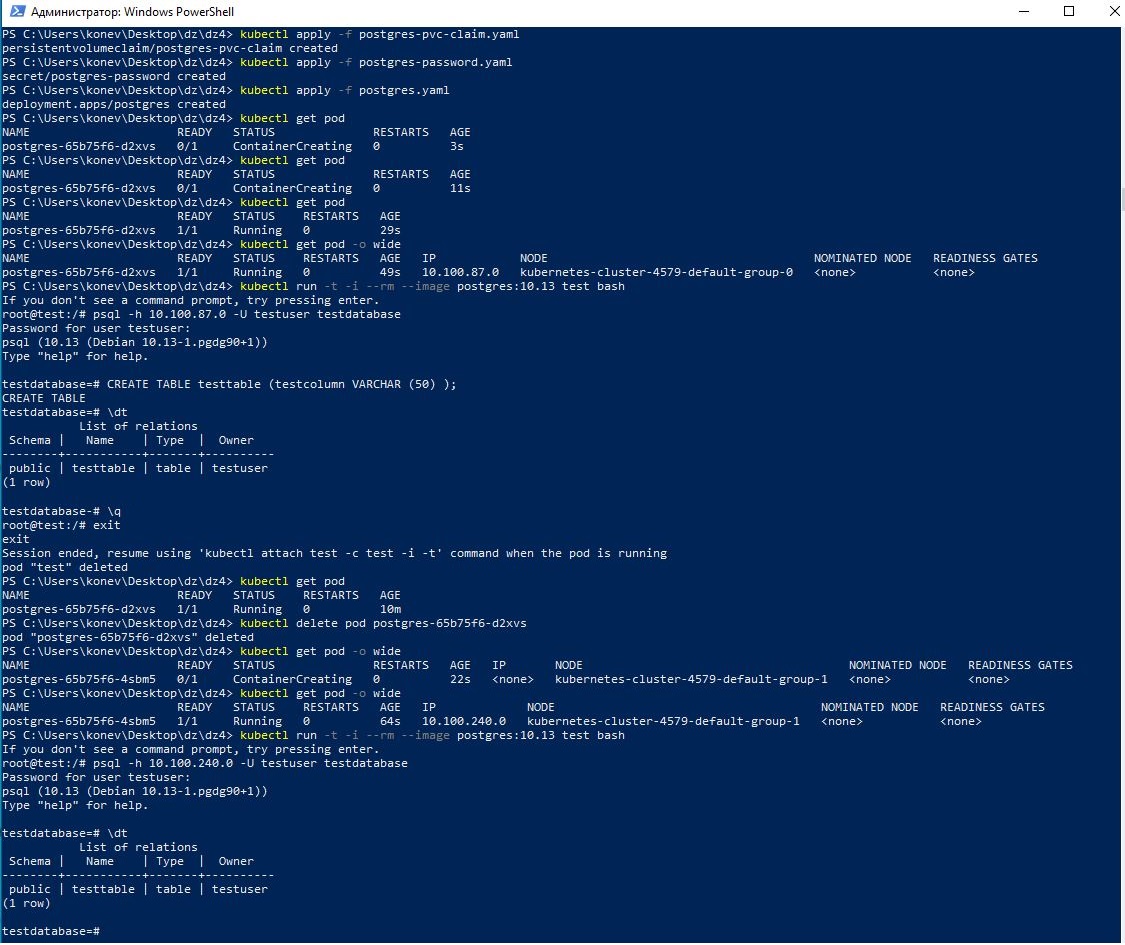 Администратор: Windows PowerShell
PS C:\Users\konev\Desktop\dz\dz4> kubectl apply -f postgres-pvc-claim.yaml
persistentvolumeclaim/postgres-pvc-claim created
PS C:\Users\konev\Desktop\dz\dz4> kubectl apply -f postgres-password.yaml
secret/postgres-password created
PS C:\Users\konev\Desktop\dz\dz4> kubectl apply -f postgres.yaml
deployment.apps/postgres created
PS C:\Users\konev\Desktop\dz\dz4> kubectl get pod
NAME                      READY   STATUS              RESTARTS   AGE
postgres-65b75f6-d2xvs   0/1     ContainerCreating   0          3s
PS C:\Users\konev\Desktop\dz\dz4> kubectl get pod
NAME                      READY   STATUS              RESTARTS   AGE
postgres-65b75f6-d2xvs   0/1     ContainerCreating   0          11s
PS C:\Users\konev\Desktop\dz\dz4> kubectl get pod
NAME                      READY   STATUS    RESTARTS   AGE
postgres-65b75f6-d2xvs   1/1     Running   0          29s
PS C:\Users\konev\Desktop\dz\dz4> kubectl get pod -o wide
NAME                      READY   STATUS    RESTARTS   AGE   IP            NODE                                      NOMINATED NODE   READINESS GATES
postgres-65b75f6-d2xvs   1/1     Running   0          49s   10.100.87.0   kubernetes-cluster-4579-default-group-0   <none>           <none>
PS C:\Users\konev\Desktop\dz\dz4> kubectl run -t -i --rm --image postgres:10.13 test bash
If you don't see a command prompt, try pressing enter.
root@test:/# psql -h 10.100.87.0 -U testuser testdatabase
Password for user testuser:
psql (10.13 (Debian 10.13-1.pgdg90+1))
Type "help" for help.
testdatabase=# CREATE TABLE testtable (testcolumn VARCHAR (50) );
CREATE TABLE
testdatabase=# \dt
List of relations
Schema |   Name    | Type  |  Owner
--------+-----------+-------+----------
public | testtable | table | testuser
(1 row)
testdatabase-# \q
root@test:/# exit
exit
Session ended, resume using 'kubectl attach test -c test -i -t' command when the pod is running
pod "test" deleted
PS C:\Users\konev\Desktop\dz\dz4> kubectl get pod
NAME                      READY   STATUS    RESTARTS   AGE
postgres-65b75f6-d2xvs   1/1     Running   0          10m
PS C:\Users\konev\Desktop\dz\dz4> kubectl delete pod postgres-65b75f6-d2xvs
pod "postgres-65b75f6-d2xvs" deleted
PS C:\Users\konev\Desktop\dz\dz4> kubectl get pod -o wide
NAME                      READY   STATUS              RESTARTS   AGE   IP       NODE                                      NOMINATED NODE   READINESS GATES
postgres-65b75f6-4sbm5   0/1     ContainerCreating   0          22s   <none>   kubernetes-cluster-4579-default-group-1   <none>           <none>
PS C:\Users\konev\Desktop\dz\dz4> kubectl get pod -o wide
NAME                      READY   STATUS    RESTARTS   AGE   IP             NODE                                      NOMINATED NODE   READINESS GATES
postgres-65b75f6-4sbm5   1/1     Running   0          64s   10.100.240.0   kubernetes-cluster-4579-default-group-1   <none>           <none>
PS C:\Users\konev\Desktop\dz\dz4> kubectl run -t -i --rm --image postgres:10.13 test bash
If you don't see a command prompt, try pressing enter.
root@test:/# psql -h 10.100.240.0 -U testuser testdatabase
Password for user testuser:
psql (10.13 (Debian 10.13-1.pgdg90+1))
Type "help" for help.
testdatabase=# \dt
List of relations
Schema |   Name    | Type  |  Owner
--------+-----------+-------+----------
public | testtable | table | testuser
(1 row)
testdatabase=#